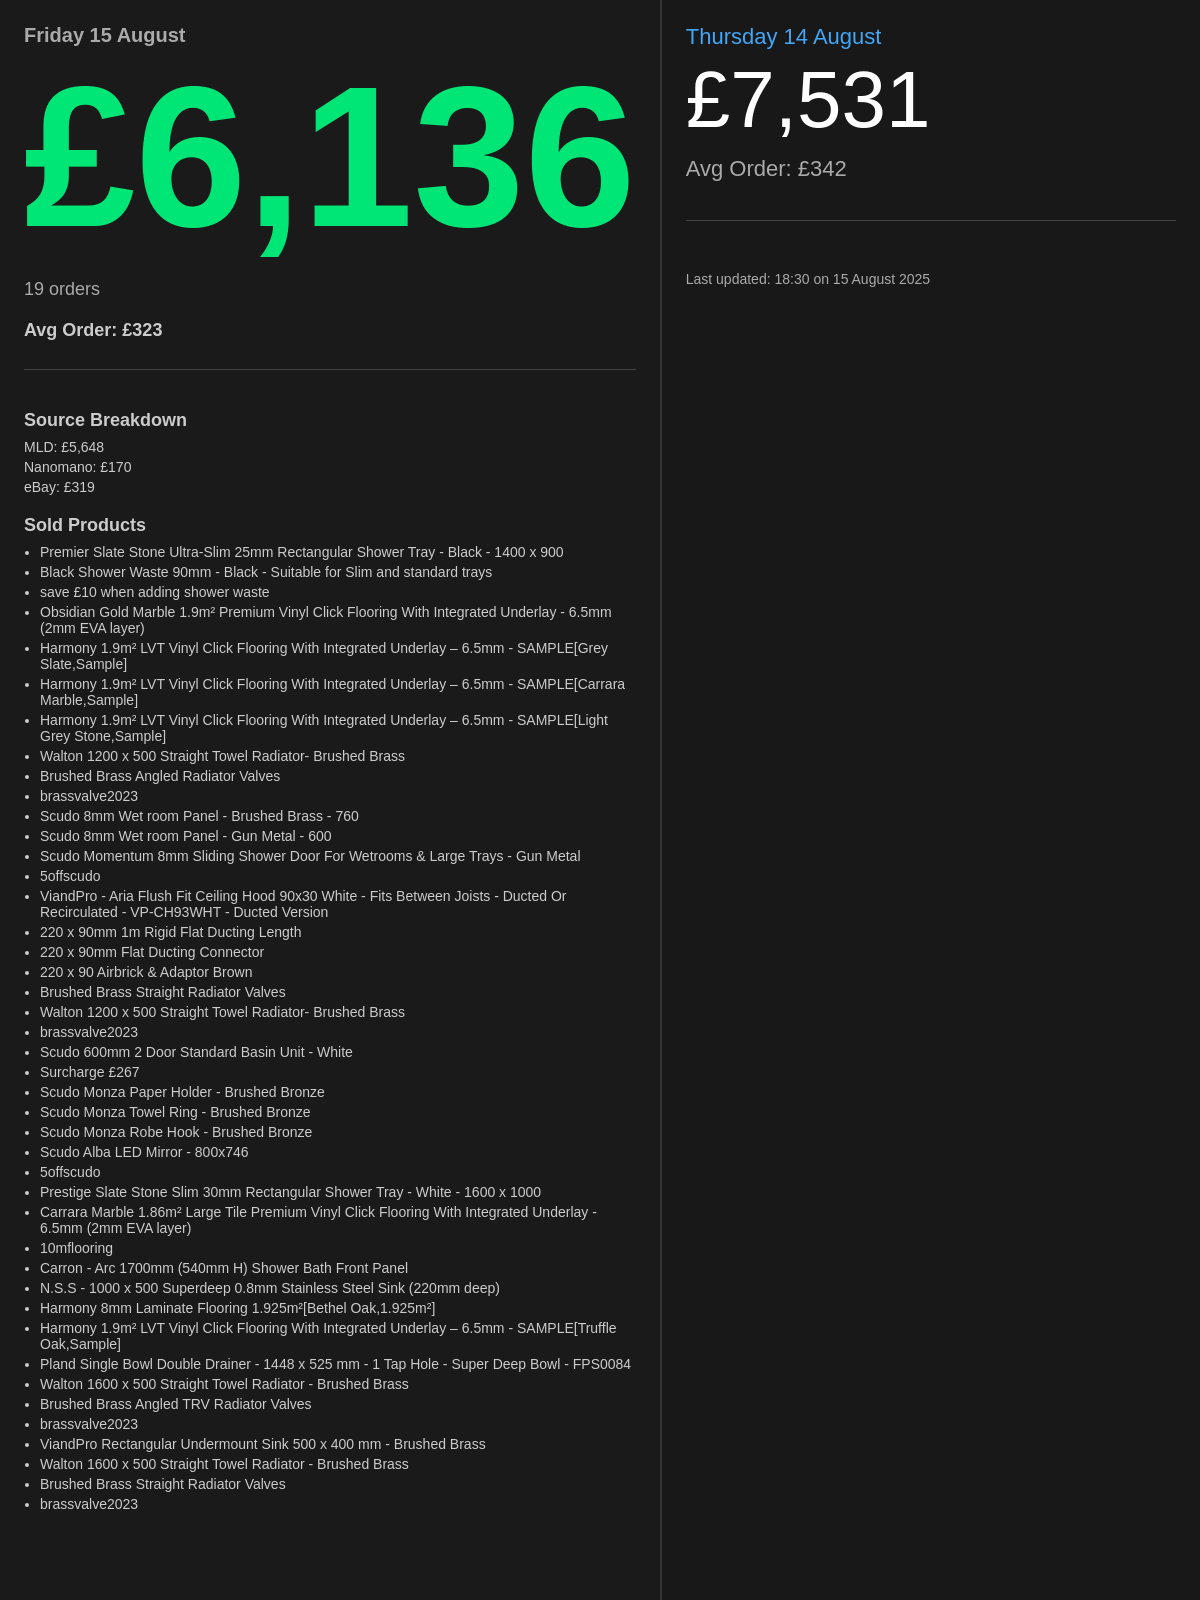 Friday 15 August
£6,136
19 orders
Avg Order: £323
Source Breakdown
MLD: £5,648
Nanomano: £170
eBay: £319
Sold Products
• Premier Slate Stone Ultra-Slim 25mm Rectangular Shower Tray - Black - 1400 x 900
• Black Shower Waste 90mm - Black - Suitable for Slim and standard trays
• save £10 when adding shower waste
• Obsidian Gold Marble 1.9m² Premium Vinyl Click Flooring With Integrated Underlay - 6.5mm
(2mm EVA layer)
• Harmony 1.9m² LVT Vinyl Click Flooring With Integrated Underlay – 6.5mm - SAMPLE[Grey
Slate,Sample]
• Harmony 1.9m² LVT Vinyl Click Flooring With Integrated Underlay – 6.5mm - SAMPLE[Carrara
Marble,Sample]
• Harmony 1.9m² LVT Vinyl Click Flooring With Integrated Underlay – 6.5mm - SAMPLE[Light
Grey Stone,Sample]
• Walton 1200 x 500 Straight Towel Radiator- Brushed Brass
• Brushed Brass Angled Radiator Valves
• brassvalve2023
• Scudo 8mm Wet room Panel - Brushed Brass - 760
• Scudo 8mm Wet room Panel - Gun Metal - 600
• Scudo Momentum 8mm Sliding Shower Door For Wetrooms & Large Trays - Gun Metal
• 5offscudo
• ViandPro - Aria Flush Fit Ceiling Hood 90x30 White - Fits Between Joists - Ducted Or
Recirculated - VP-CH93WHT - Ducted Version
• 220 x 90mm 1m Rigid Flat Ducting Length
• 220 x 90mm Flat Ducting Connector
• 220 x 90 Airbrick & Adaptor Brown
• Brushed Brass Straight Radiator Valves
• Walton 1200 x 500 Straight Towel Radiator- Brushed Brass
• brassvalve2023
• Scudo 600mm 2 Door Standard Basin Unit - White
• Surcharge £267
• Scudo Monza Paper Holder - Brushed Bronze
• Scudo Monza Towel Ring - Brushed Bronze
• Scudo Monza Robe Hook - Brushed Bronze
• Scudo Alba LED Mirror - 800x746
• 5offscudo
• Prestige Slate Stone Slim 30mm Rectangular Shower Tray - White - 1600 x 1000
• Carrara Marble 1.86m² Large Tile Premium Vinyl Click Flooring With Integrated Underlay -
6.5mm (2mm EVA layer)
• 10mflooring
• Carron - Arc 1700mm (540mm H) Shower Bath Front Panel
• N.S.S - 1000 x 500 Superdeep 0.8mm Stainless Steel Sink (220mm deep)
• Harmony 8mm Laminate Flooring 1.925m²[Bethel Oak,1.925m²]
• Harmony 1.9m² LVT Vinyl Click Flooring With Integrated Underlay – 6.5mm - SAMPLE[Truffle
Oak,Sample]
• Pland Single Bowl Double Drainer - 1448 x 525 mm - 1 Tap Hole - Super Deep Bowl - FPS0084
• Walton 1600 x 500 Straight Towel Radiator - Brushed Brass
• Brushed Brass Angled TRV Radiator Valves
• brassvalve2023
• ViandPro Rectangular Undermount Sink 500 x 400 mm - Brushed Brass
• Walton 1600 x 500 Straight Towel Radiator - Brushed Brass
• Brushed Brass Straight Radiator Valves
• brassvalve2023
Thursday 14 August
£7,531
Avg Order: £342
Last updated: 18:30 on 15 August 2025